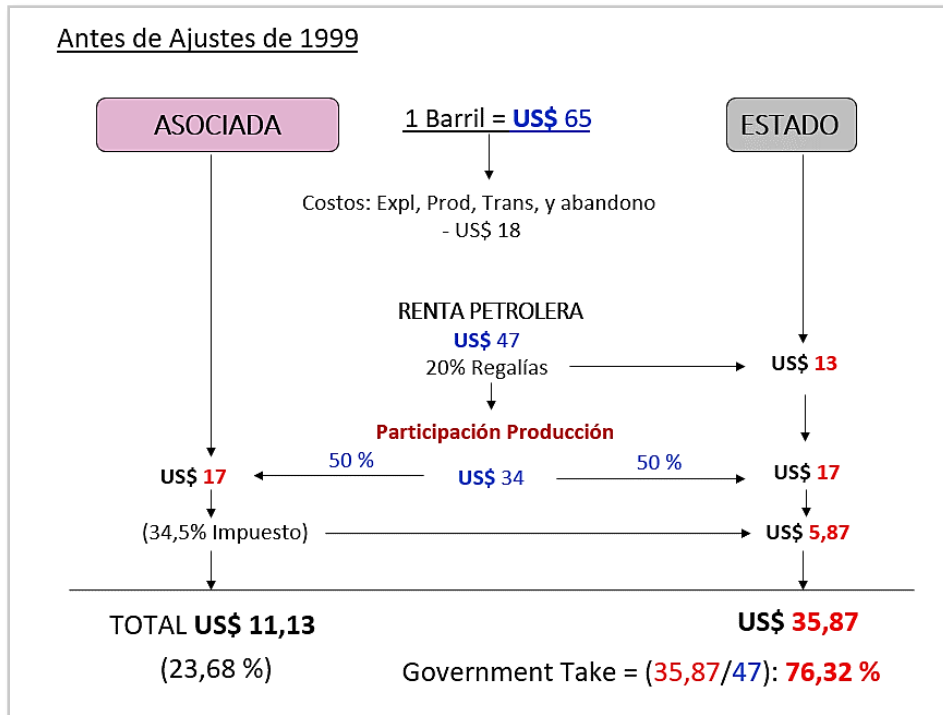 Antes de Ajustes de 1999
ASOCIADA
1 Barril = US$ 65
ESTADO
Costos: Expl, Prod, Trans, y abandono
- US$ 18
RENTA PETROLERA
US$ 47
20% Regalías
US$ 13
Participación Producción
US$ 17
50 %
US$ 34
50 %
US$ 17
(34,5% Impuesto)
US$ 5,87
TOTAL US$ 11,13
(23,68 %)
US$ 35,87
Government Take = (35,87/47): 76,32 %